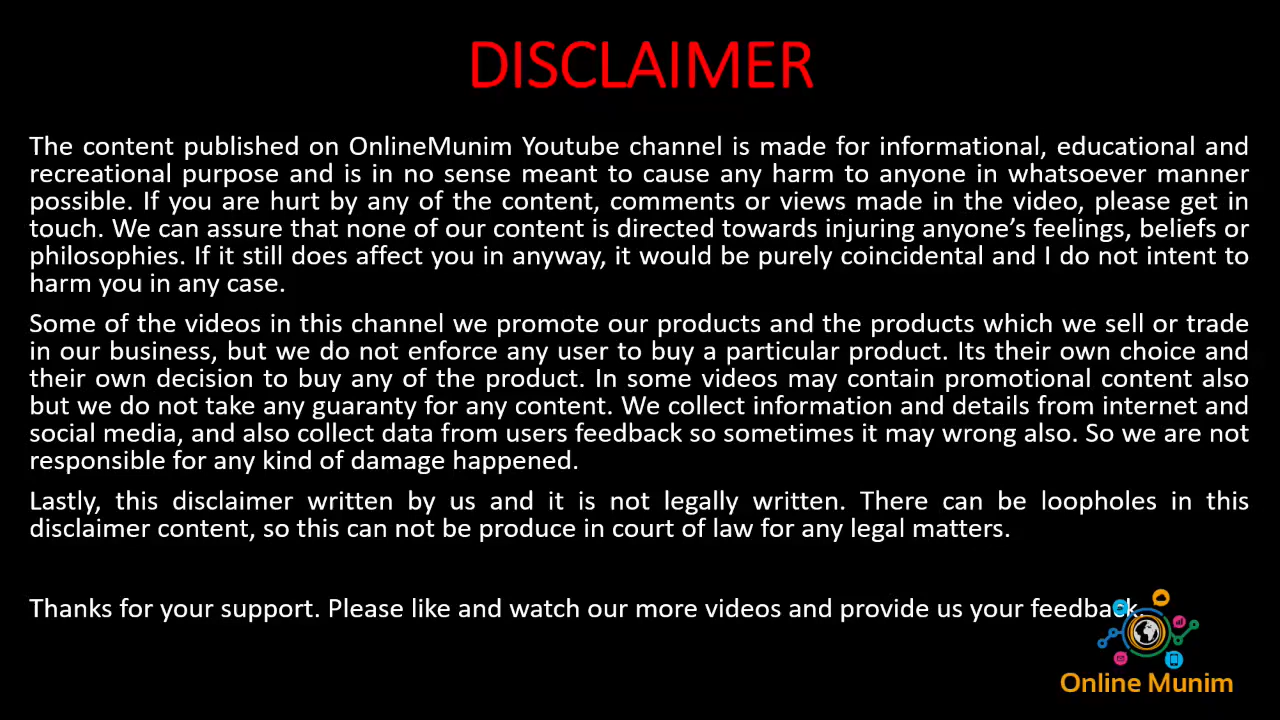 DISCLAIMER
The content published on OnlineMunim Youtube channel is made for informational, educational and
recreational purpose and is in no sense meant to cause any harm to anyone in whatsoever manner
possible. If you are hurt by any of the content, comments or views made in the video, please get in
touch. We can assure that none of our content is directed towards injuring anyone’s feelings, beliefs or
philosophies. If it still does affect you in anyway, it would be purely coincidental and I do not intent to
harm you in any case.
Some of the videos in this channel we promote our products and the products which we sell or trade
in our business, but we do not enforce any user to buy a particular product. Its their own choice and
their own decision to buy any of the product. In some videos may contain promotional content also
but we do not take any guaranty for any content. We collect information and details from internet and
social media, and also collect data from users feedback so sometimes it may wrong also. So we are not
responsible for any kind of damage happened.
Lastly, this disclaimer written by us and it is not legally written. There can be loopholes in this
disclaimer content, so this can not be produce in court of law for any legal matters.
Thanks for your support. Please like and watch our more videos and provide us your feedback.
Online Munim